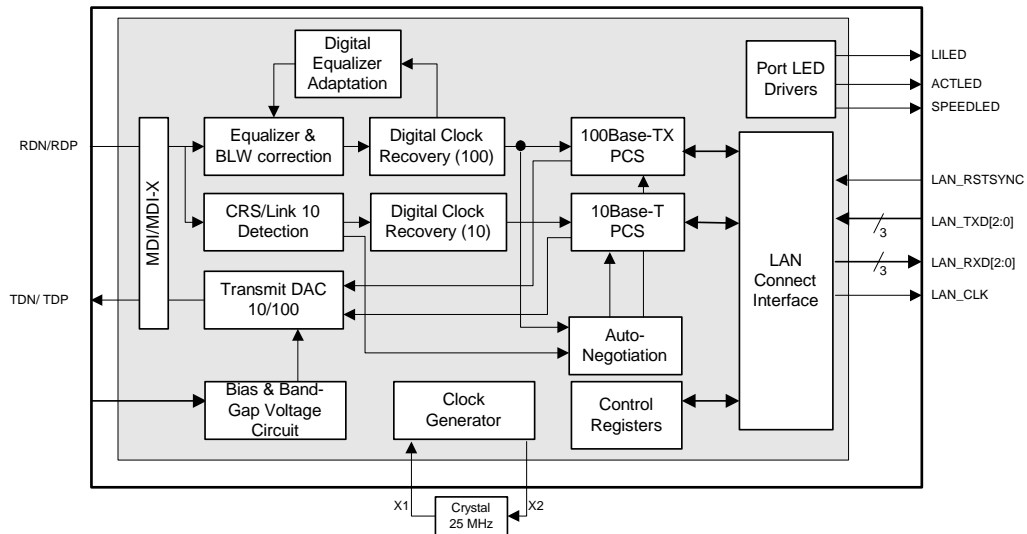 Digital
Equalizer
Adaptation
Port LED
Drivers
LILED
ACTLED
SPEEDLED
RDN/RDP
MDI/MDI-X
Equalizer &
BLW correction
Digital Clock
Recovery (100)
100Base-TX
PCS
CRS/Link 10
Detection
Digital Clock
Recovery (10)
10Base-T
PCS
LAN
Connect
Interface
LAN_RSTSYNC
LAN_TXD[2:0]
3
LAN_RXD[2:0]
3
LAN_CLK
TDN/ TDP
Transmit DAC
10/100
Auto-
Negotiation
Bias & Band-
Gap Voltage
Circuit
Clock
Generator
Control
Registers
X1
X2
Crystal
25 MHz